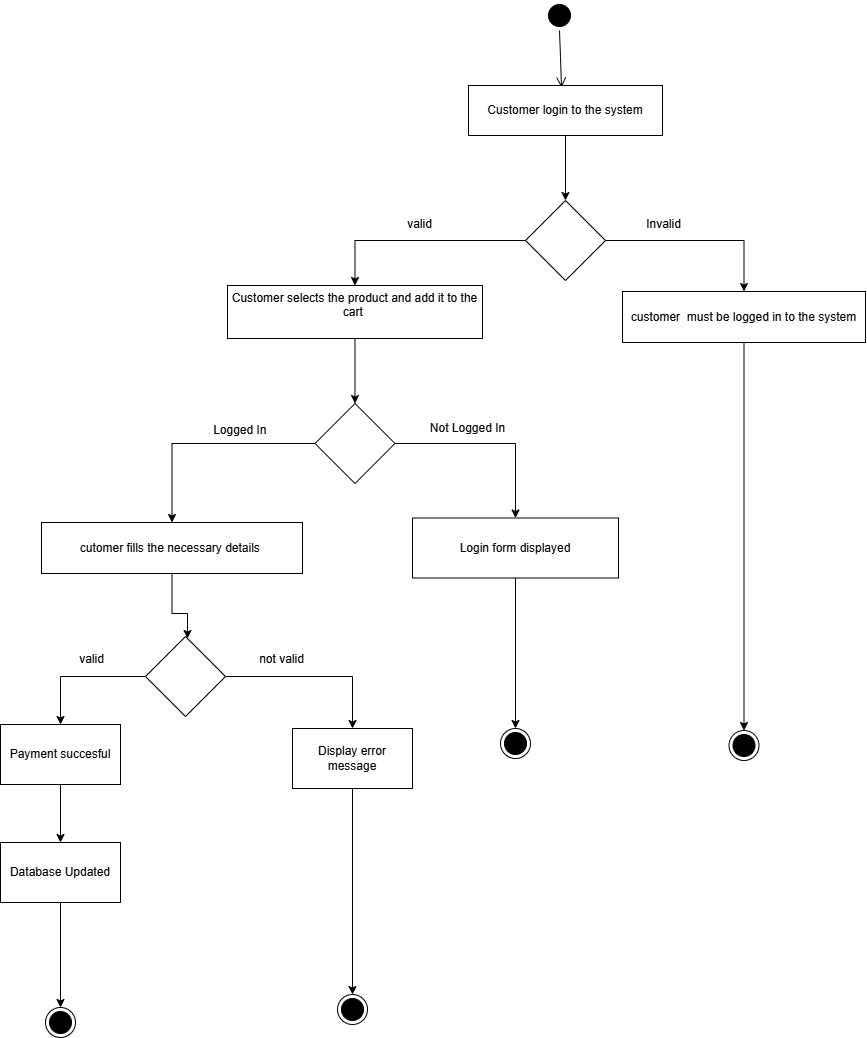 Customer login to the system
valid
Invalid
Customer selects the product and add it to the
cart
customer  must be logged in to the system
Logged In
Not Logged In
cutomer fills the necessary details
Login form displayed
valid
not valid
Payment succesful
Display error
message
Database Updated